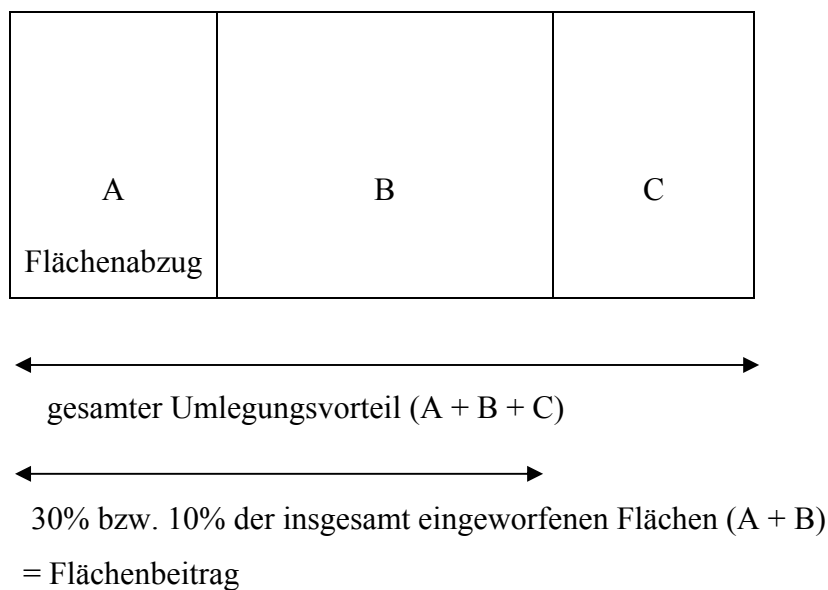 A B C
Flächenabzug
gesamter Umlegungsvorteil (A + B + C)
30% bzw. 10% der insgesamt eingeworfenen Flächen (A + B)
= Flächenbeitrag